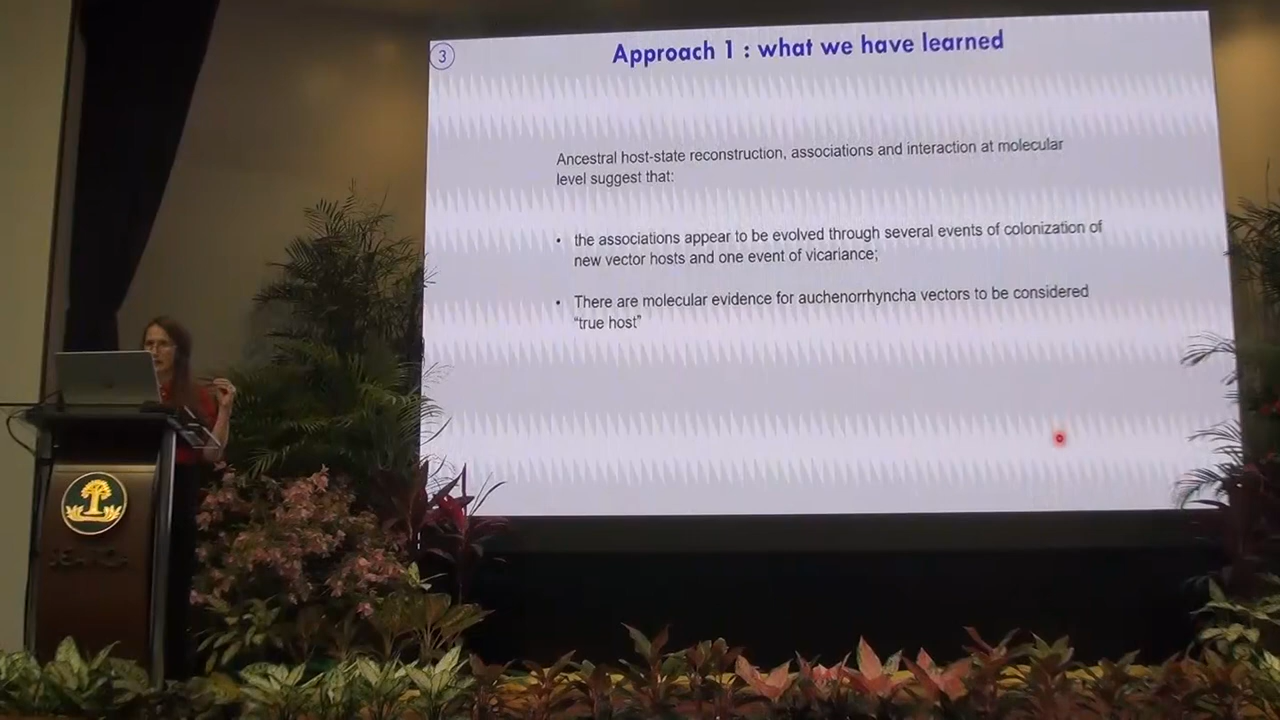 3
Approach 1 : what we have learned
Ancestral host-state reconstruction, associations and interaction at molecular
level suggest that:
• the associations appear to be evolved through several events of colonization of
new vector hosts and one event of vicariance;
• There are molecular evidence for auchenorrhyncha vectors to be considered
“true host”